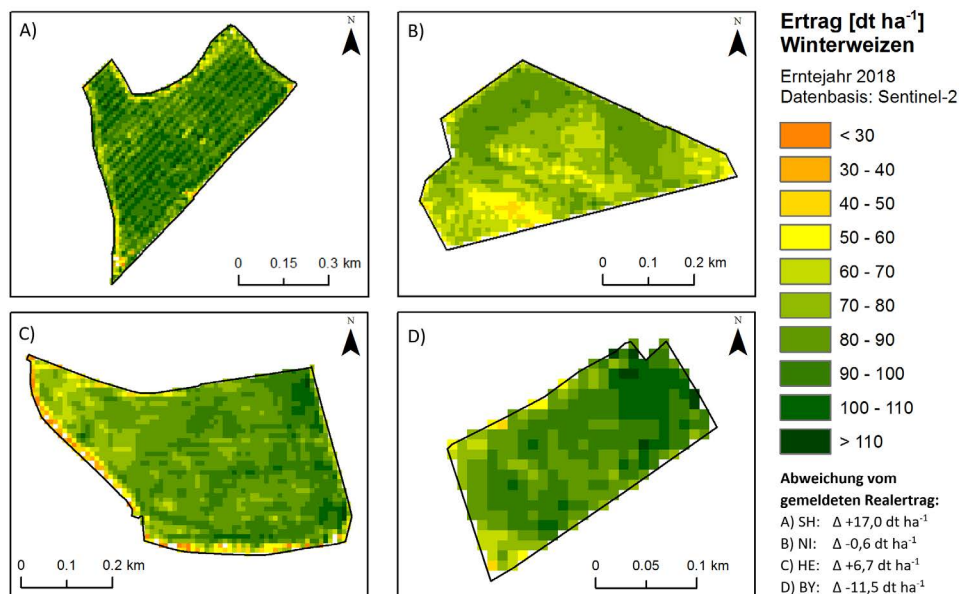 A)
N
0 0.15 0.3 km
B)
N
0 0.1 0.2 km
C)
N
0 0.1 0.2 km
D)
N
0 0.05 0.1 km
Ertrag [dt ha⁻¹]
Winterweizen
Erntejahr 2018
Datenbasis: Sentinel-2
< 30
30 - 40
40 - 50
50 - 60
60 - 70
70 - 80
80 - 90
90 - 100
100 - 110
> 110
Abweichung vom
gemeldeten Realertrag:
A) SH: Δ +17,0 dt ha⁻¹
B) NI: Δ -0,6 dt ha⁻¹
C) HE: Δ +6,7 dt ha⁻¹
D) BY: Δ -11,5 dt ha⁻¹